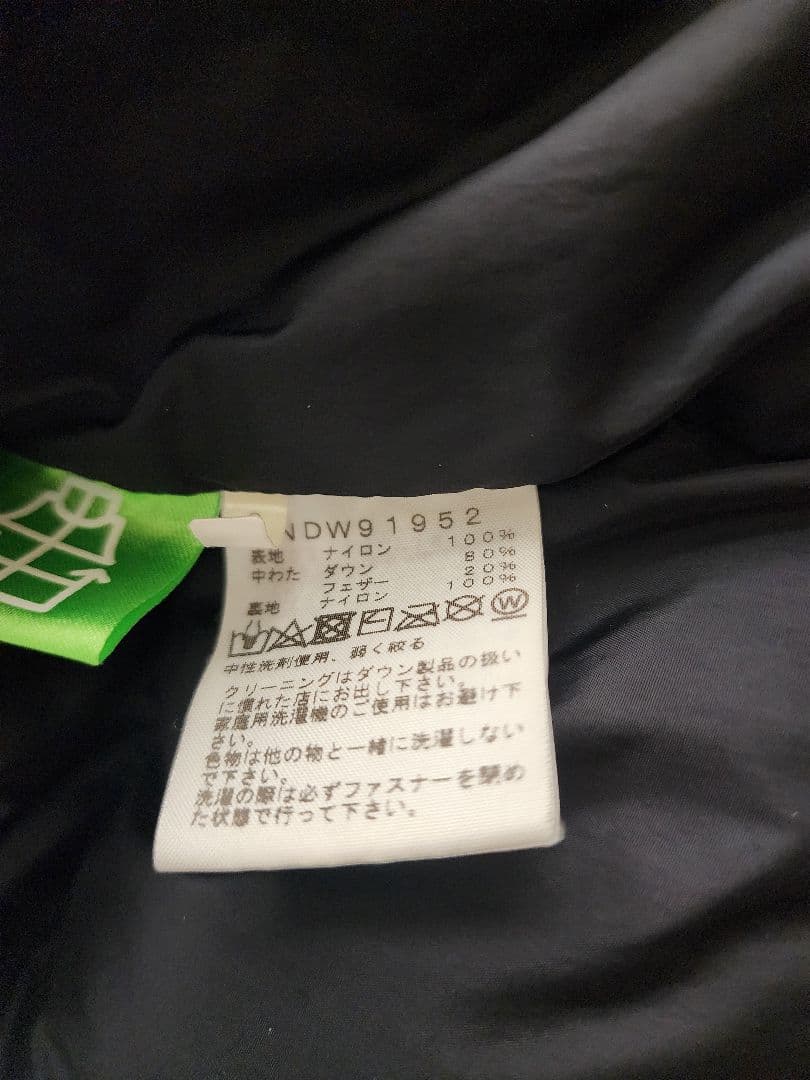 NDW91952
表地 ナイロン 100%
中わた ダウン 80%
フェザー 20%
裏地 ナイロン 100%
W
中性洗剤使用、弱く絞る
クリーニングはダウン製品の扱い
に慣れた店にお出し下さい。
家庭用洗濯機のご使用はお避け下
さい。
色物は他の物と一緒に洗濯しない
で下さい。
洗濯の際は必ずファスナーを閉め
た状態で行って下さい。